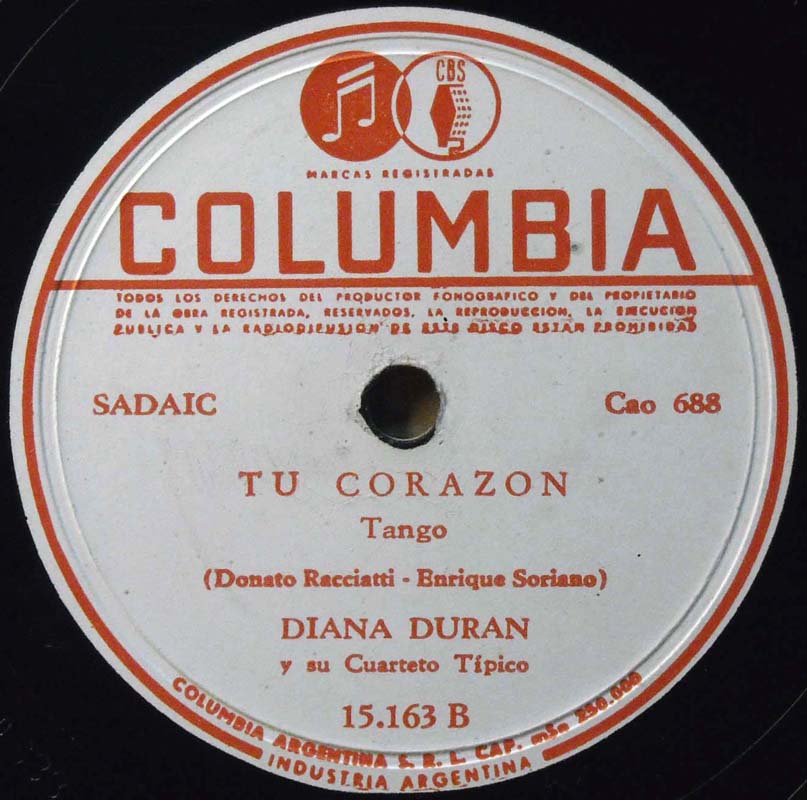 CBS
MARCAS REGISTRADAS
COLUMBIA
TODOS LOS DERECHOS DEL PRODUCTOR FONOGRAFICO Y DEL PROPIETARIO
DE LA OBRA REGISTRADA, RESERVADOS. LA REPRODUCCION, LA EJECUCION
PUBLICA Y LA RADIODIFUSION DE ESTE DISCO ESTAN PROHIBIDAS
SADAIC
Cao 688
TU CORAZON
Tango
(Donato Racciatti - Enrique Soriano)
DIANA DURAN
y su Cuarteto Típico
15.163 B
COLUMBIA ARGENTINA S. R. L. CAP. m$n 250.000
INDUSTRIA ARGENTINA